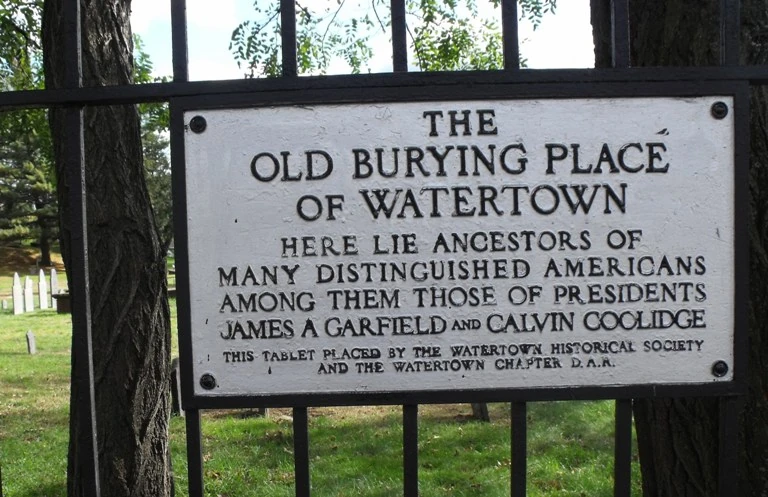 THE
OLD BURYING PLACE
OF WATERTOWN
HERE LIE ANCESTORS OF
MANY DISTINGUISHED AMERICANS
AMONG THEM THOSE OF PRESIDENTS
JAMES A GARFIELD AND CALVIN COOLIDGE
THIS TABLET PLACED BY THE WATERTOWN HISTORICAL SOCIETY
AND THE WATERTOWN CHAPTER D.A.R.